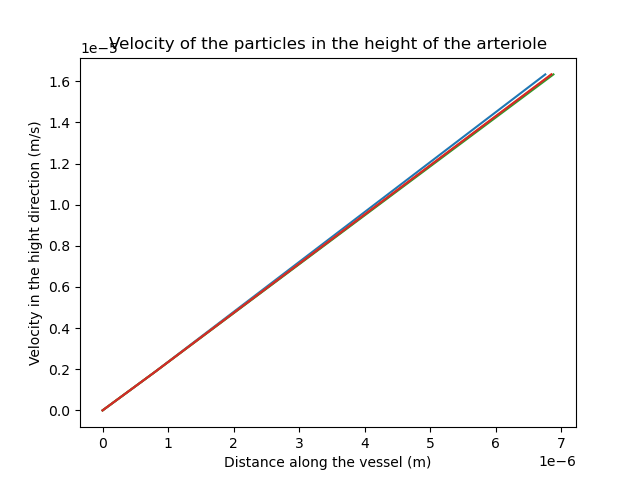 Velocity of the particles in the height of the arteriole
1e−5
1.6
1.4
1.2
1.0
0.8
0.6
0.4
0.2
0.0
Velocity in the hight direction (m/s)
0 1 2 3 4 5 6 7
1e−6
Distance along the vessel (m)